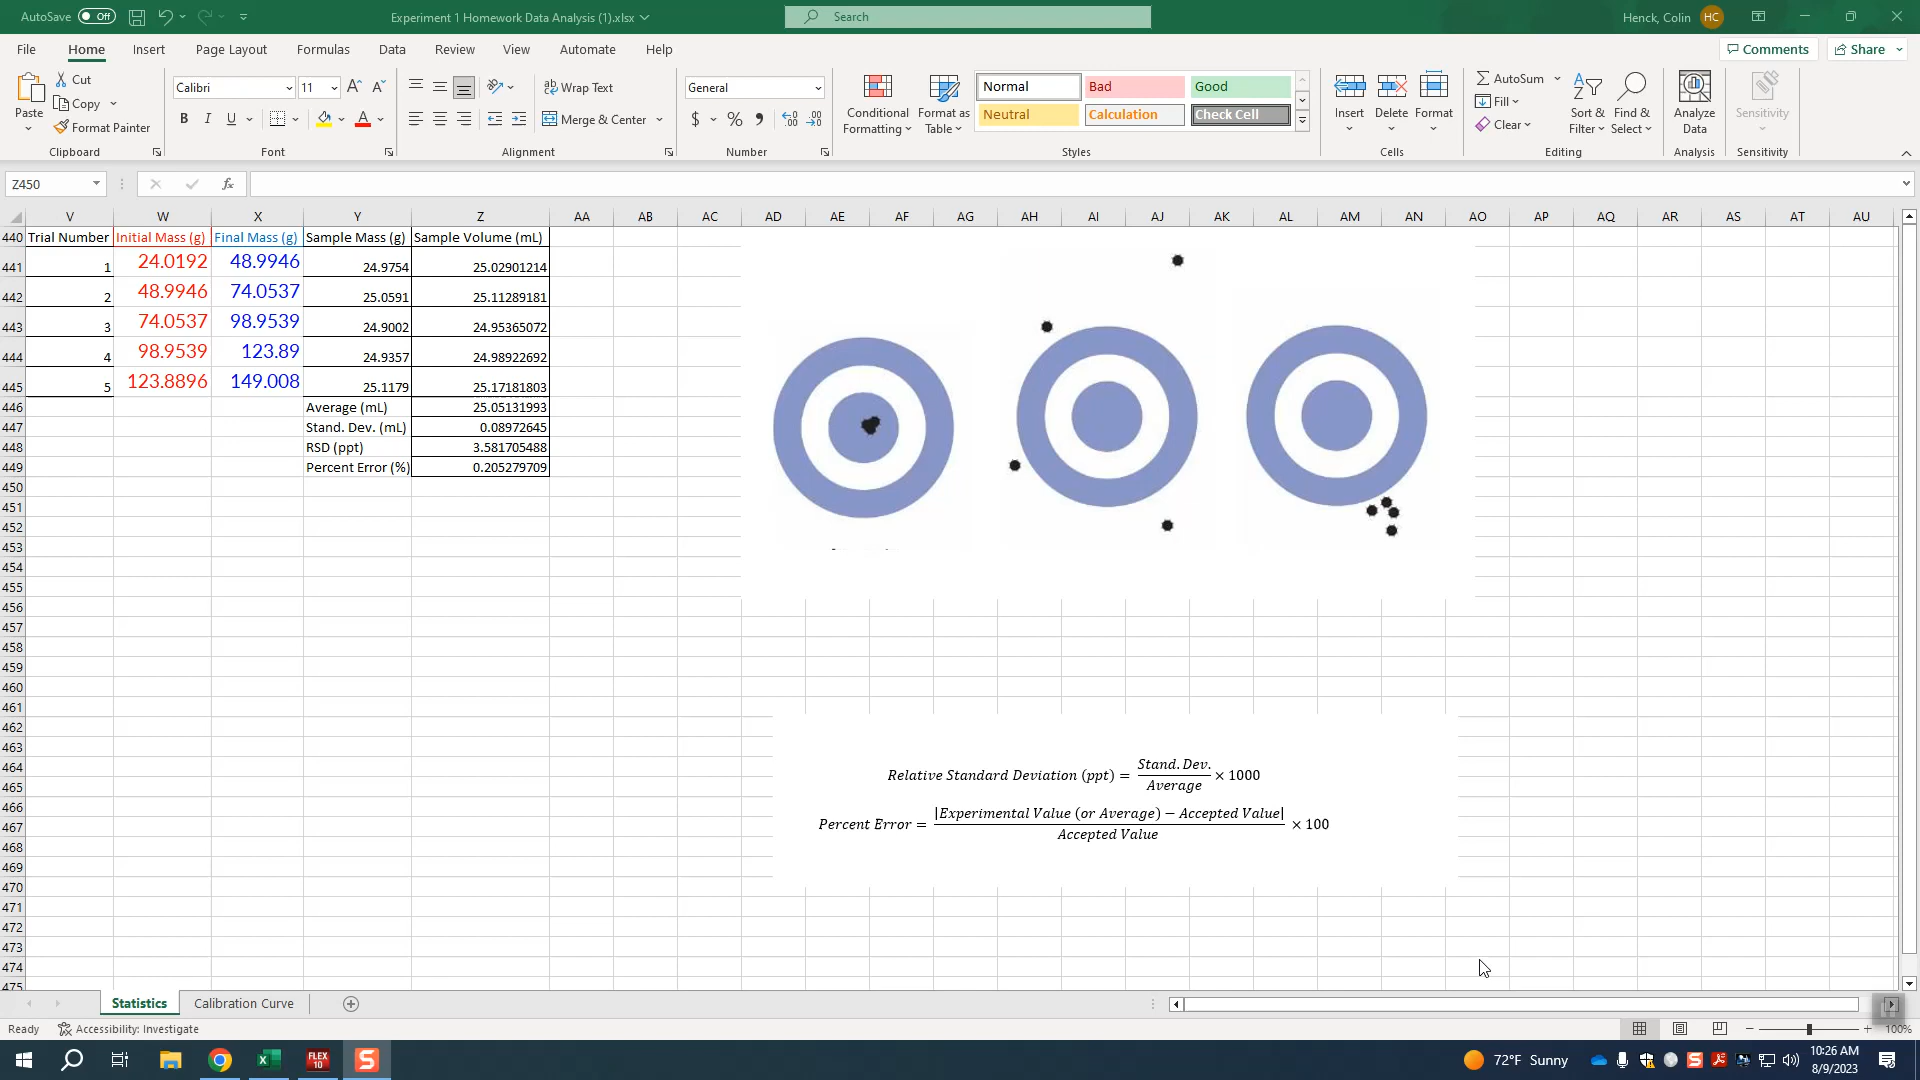 AutoSave Off Experiment 1 Homework Data Analysis (1).xlsx Search Henck, Colin HC
File Home Insert Page Layout Formulas Data Review View Automate Help Comments Share
Paste Cut Copy Format Painter
Calibri 11 Wrap Text Merge & Center General
B I U A $ %
Conditional Formatting Format as Table
Normal Bad Good
Neutral Calculation Check Cell
Insert Delete Format
AutoSum Fill Clear
Sort & Filter Find & Select Analyze Data Sensitivity
Clipboard Font Alignment Number Styles Cells Editing Analysis Sensitivity
Z450 fx
V W X Y Z AA AB AC AD AE AF AG AH AI AJ AK AL AM AN AO AP AQ AR AS AT AU
440 Trial Number Initial Mass (g) Final Mass (g) Sample Mass (g) Sample Volume (mL)
441 1 24.0192 48.9946 24.9754 25.02901214
442 2 48.9946 74.0537 25.0591 25.11289181
443 3 74.0537 98.9539 24.9002 24.95365072
444 4 98.9539 123.89 24.9357 24.98922692
445 5 123.8896 149.008 25.1179 25.17181803
446 Average (mL) 25.05131993
447 Stand. Dev. (mL) 0.08972645
448 RSD (ppt) 3.581705488
449 Percent Error (%) 0.205279709
450
451
452
453
454
455
456
457
458
459
460
461
462
463
464
465
466
467
468
469
470
471
472
473
474
475
Relative Standard Deviation (ppt) = Stand. Dev. / Average × 1000
Percent Error = |Experimental Value (or Average) − Accepted Value| / Accepted Value × 100
Statistics Calibration Curve
Ready Accessibility: Investigate 100%
FLEX 10 S 72°F Sunny 10:26 AM
8/9/2023